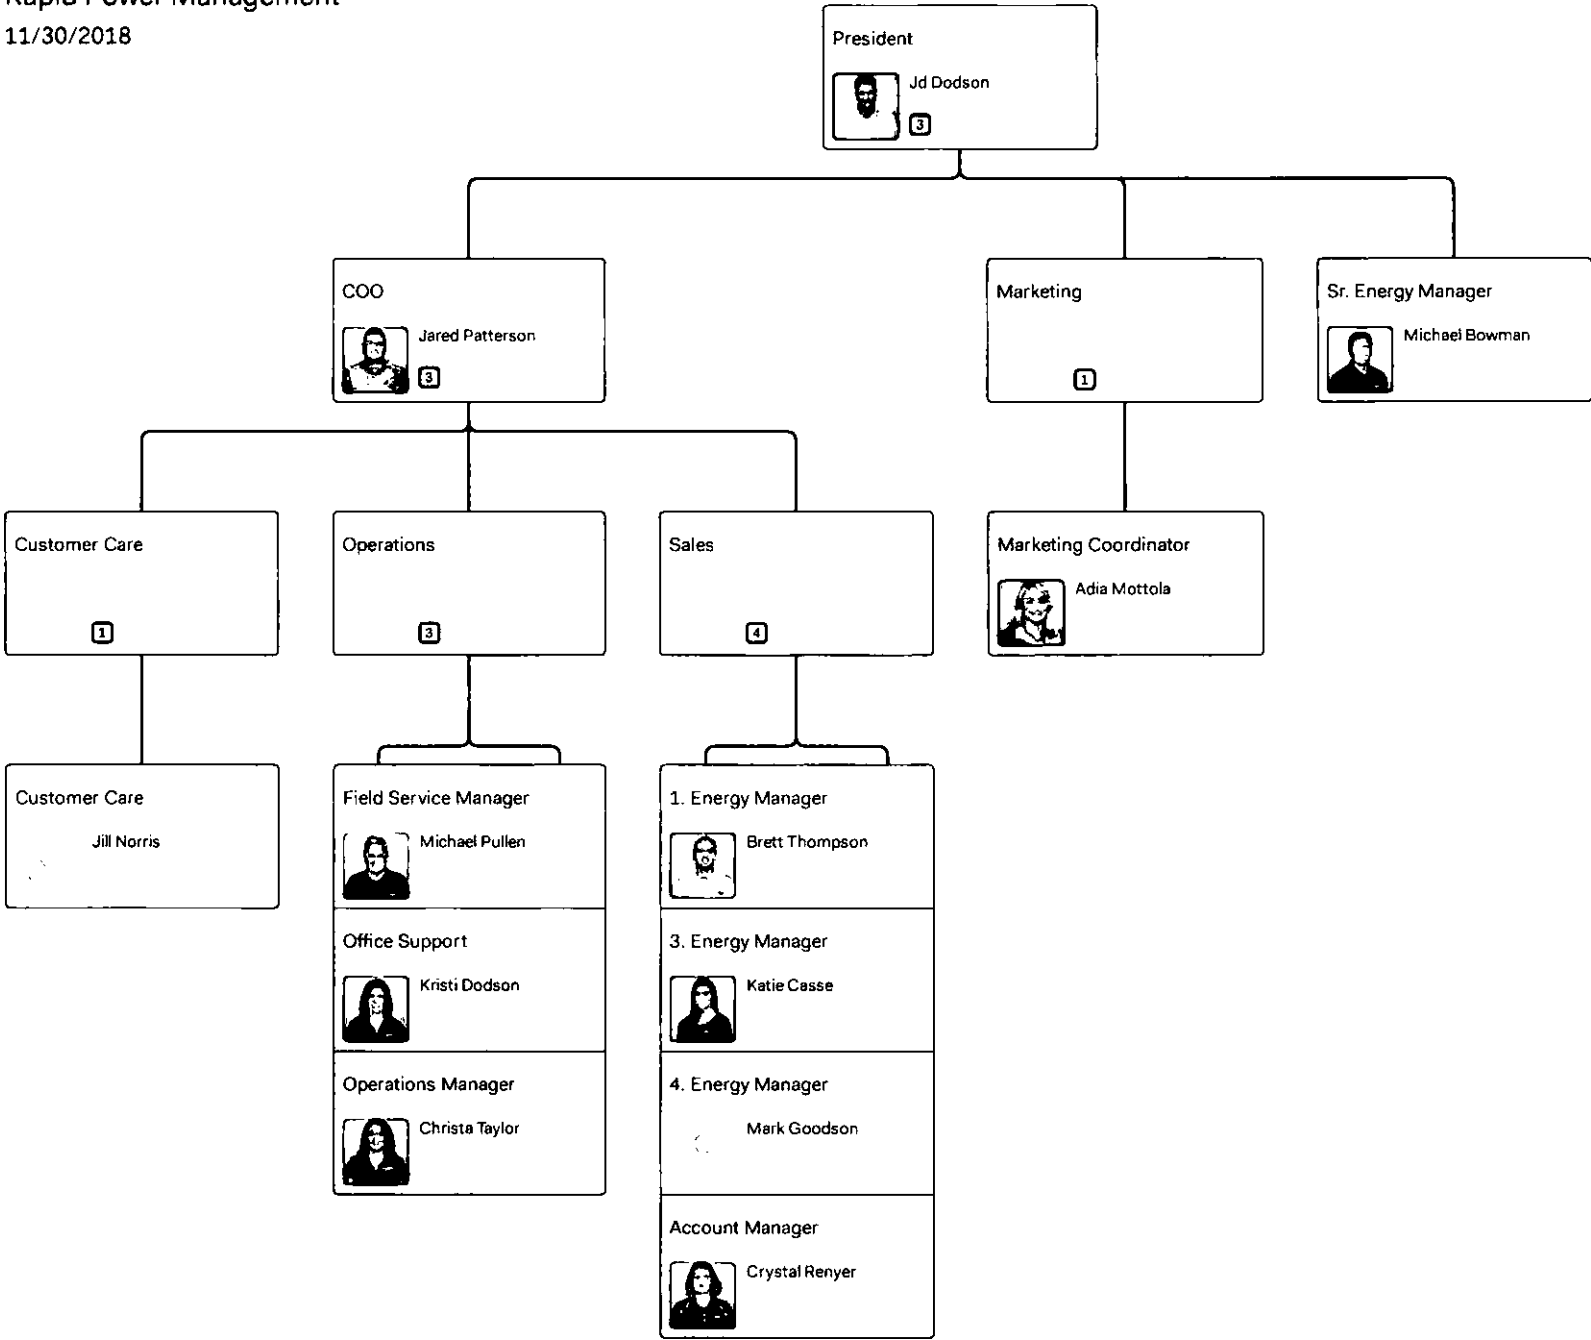 Power Management
11/30/2018
President
Jd Dodson
3
COO
Jared Patterson
3
Marketing
1
Sr. Energy Manager
Michael Bowman
Customer Care
1
Operations
3
Sales
4
Marketing Coordinator
Adia Mottola
Customer Care
Jill Norris
Field Service Manager
Michael Pullen
Office Support
Kristi Dodson
Operations Manager
Christa Taylor
1. Energy Manager
Brett Thompson
3. Energy Manager
Katie Casse
4. Energy Manager
Mark Goodson
Account Manager
Crystal Renyer